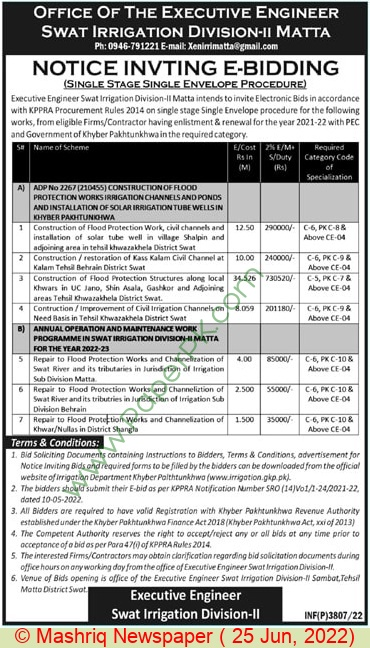 OFFICE OF THE EXECUTIVE ENGINEER
SWAT IRRIGATION DIVISION-II MATTA
Ph: 0946-791221 E-mail: Xenirimatta@gmail.com
NOTICE INVTING E-BIDDING
(SINGLE STAGE SINGLE ENVELOPE PROCEDURE)
Executive Engineer Swat Irrigation Division-II Matta intends to invite Electronic Bids in accordance
with KPPRA Procurement Rules 2014 on single stage Single Envelope procedure for the following
works, from eligible Firms/Contractor having enlistment & renewal for the year 2021-22 with PEC
and Government of Khyber Pakhtunkhwa in the required category.
S# Name of Scheme E/Cost Rs In (M) 2% E/M+ S/Duty (Rs) Required Category Code of Specialization
A) ADP No 2267 (210455) CONSTRUCTION OF FLOOD
PROTECTION WORKS IRRIGATION CHANNELS AND PONDS
AND INSTALLATION OF SOLAR IRRIGATION TUBE WELLS IN
KHYBER PAKHTUNKHWA
1 Construction of Flood Protection Work, civil channels and 12.50 290000/- C-6, PK C-8 &
installation of solar tube well in village Shalpin and Above CE-04
adjoining area in tehsil khwazakhela District Swat
2 Construction / restoration of Kass Kalam Civil Channel at 10.00 240000/- C-6, PK C-9 &
Kalam Tehsil Behrain District Swat Above CE-04
3 Construction of Flood Protection Structures along local 34.526 730520/- C-5, PK C-7 &
Khwars in UC Jano, Shin Asala, Gashkor and Adjoining Above CE-04
areas Tehsil Khwazakhela District Swat.
4 Contruction / Improvement of Civil Irrigation Channels on 8.059 201180/- C-6, PK C-9 &
Need Basis in Tehsil Khwazakhela District Swat Above CE-04
B) ANNUAL OPERATION AND MAINTENANCE WORK
PROGRAMME IN SWAT IRRIGATION DIVISION-II MATTA
FOR THE YEAR 2022-23
5 Repair to Flood Protection Works and Channelization of 4.00 85000/- C-6, PK C-10 &
Swat River and its tributaries in Jurisdiction of Irrigation Above CE-04
Sub Division Matta.
6 Repair to Flood Protection Works and Channeliztion of 2.500 55000/- C-6, PK C-10 &
Swat River and its tributries in Jurisdiction of Irrigation Sub Above CE-04
Division Behrain
7 Repair to Flood Protection Works and Channelization of 1.500 35000/- C-6, PK C-10 &
Khwar/Nullas in District Shangla Above CE-04
Terms & Conditions:
1. Bid Soliciting Documents containing Instructions to Bidders, Terms, Conditions, advertisement for
Notice Inviting Bids and required forms to be filled by the bidders can be downloaded from the official
website of Irrigation Department Khyber Palthtunkhwa (www.irrigation.gkp.pk).
2. The bidders should submit their E-bid as per KPPRA Notification Number SRO (14)Vo1/1-24/2021-22,
dated 10-05-2022.
3. All Bidders are required to have valid Registration with Khyber Pakhtunkhwa Revenue Authority
established under the Khyber Pakhtunkhwa Finance Act 2018 (Khyber Pakhtunkhwa Act, xxi of 2013)
4. The Competent Authority reserves the right to accept/reject any or all bids at any time prior to
acceptance of a bid as per Para 47(i) of KPPRA Rules 2014.
5. The interested Firms/Contractors may obtain clarification regarding bid solicitation documents during
office hours on any working day from the office of Executive Engineer Swat Irrigation Division-II.
6. Venue of Bids opening is office of the Executive Engineer Swat Irrigation Division-II Sambat, Tehsil
Matta District Swat.
Executive Engineer
Swat Irrigation Division-II
INF(P)3807/22
www.PaperPk.com
© Mashriq Newspaper ( 25 Jun, 2022)